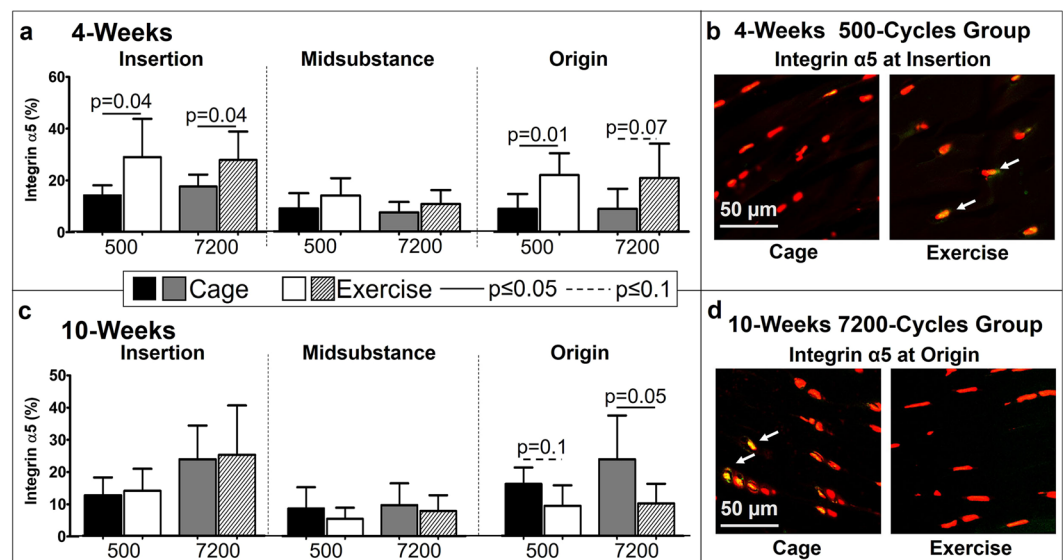 a 4-Weeks
Insertion Midsubstance Origin
Integrin α5 (%)
60
40
20
0
p=0.04 p=0.04 p=0.01 p=0.07
500 7200 500 7200 500 7200
b 4-Weeks 500-Cycles Group
Integrin α5 at Insertion
50 µm
Cage Exercise
Cage Exercise p≤0.05 p≤0.1
c 10-Weeks
Insertion Midsubstance Origin
Integrin α5 (%)
50
40
30
20
10
0
p=0.1 p=0.05
500 7200 500 7200 500 7200
d 10-Weeks 7200-Cycles Group
Integrin α5 at Origin
50 µm
Cage Exercise